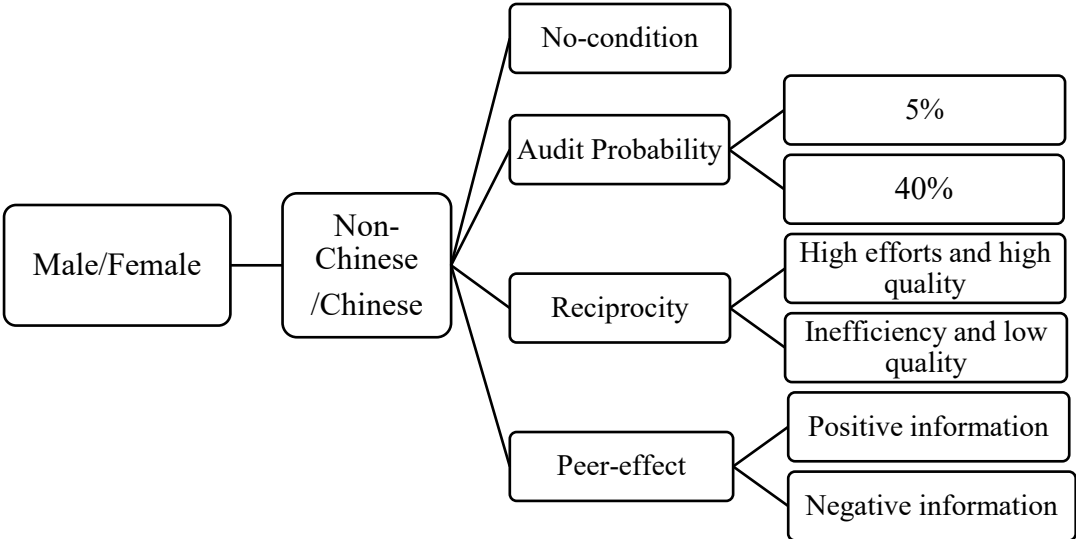 Male/Female
Non-
Chinese
/Chinese
No-condition
Audit Probability
5%
40%
Reciprocity
High efforts and high
quality
Inefficiency and low
quality
Peer-effect
Positive information
Negative information